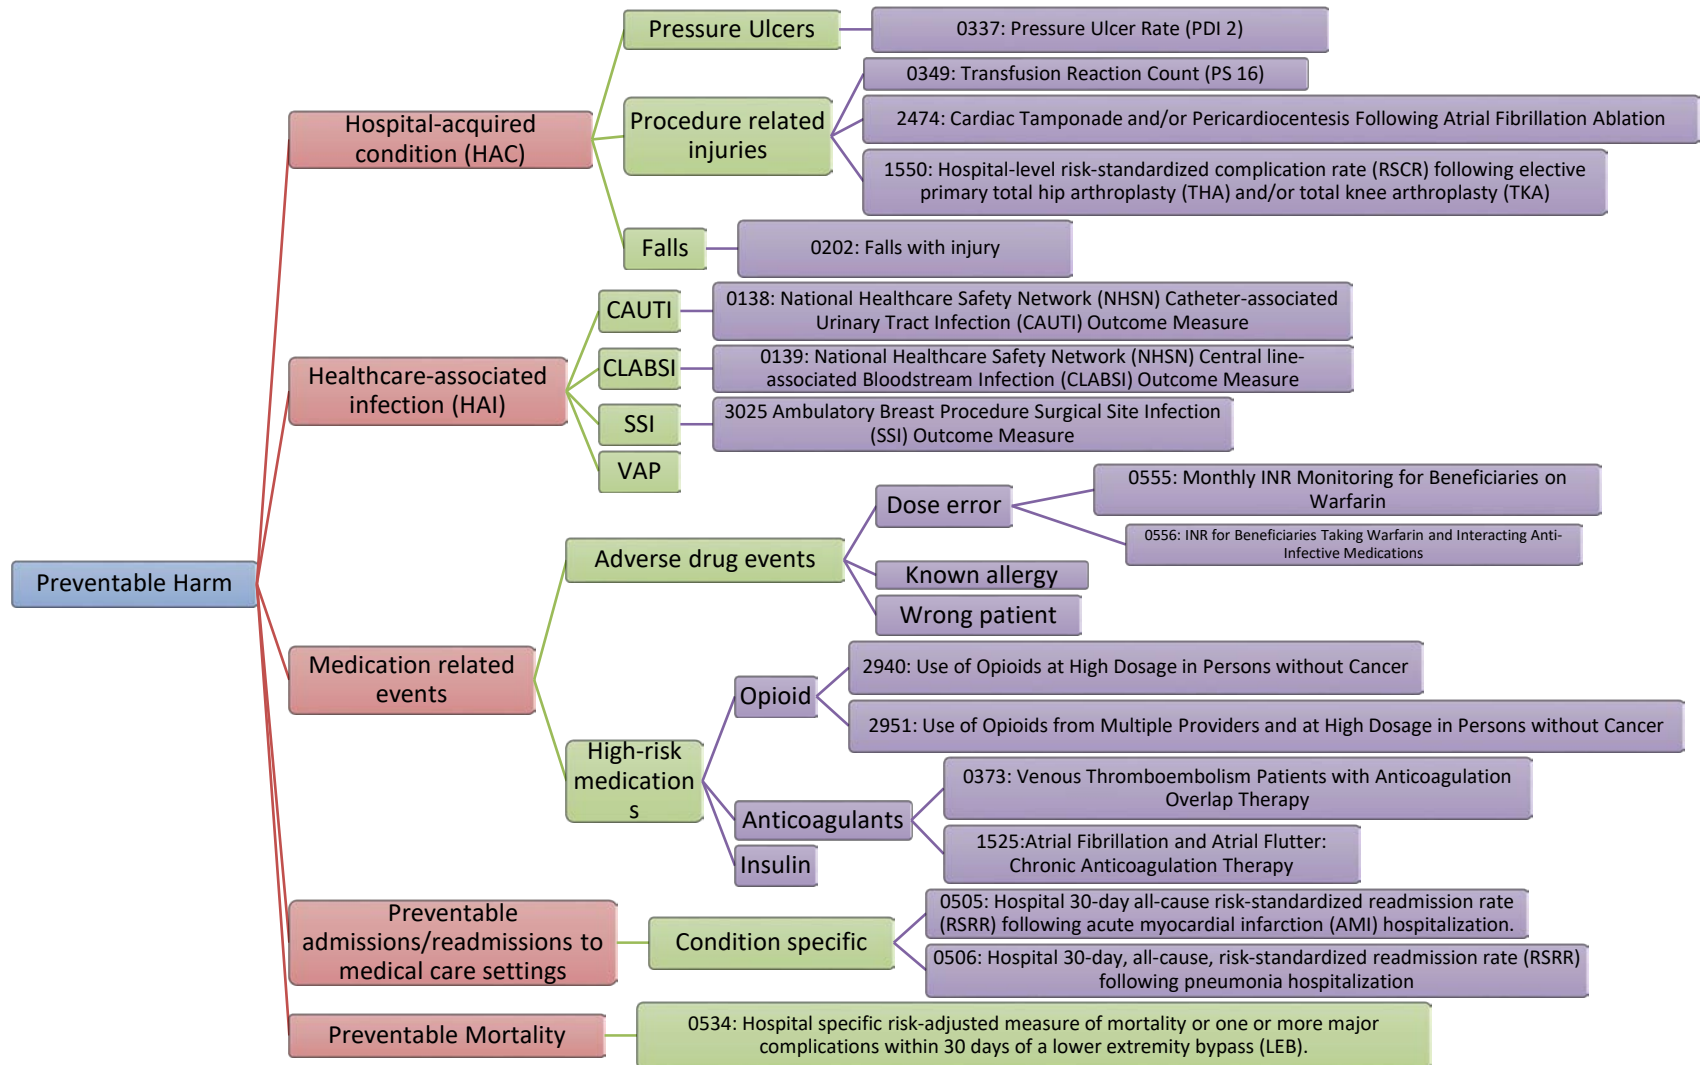 Preventable Harm
Hospital-acquired
condition (HAC)
Pressure Ulcers
0337: Pressure Ulcer Rate (PDI 2)
Procedure related
injuries
0349: Transfusion Reaction Count (PS 16)
2474: Cardiac Tamponade and/or Pericardiocentesis Following Atrial Fibrillation Ablation
1550: Hospital-level risk-standardized complication rate (RSCR) following elective
primary total hip arthroplasty (THA) and/or total knee arthroplasty (TKA)
Falls
0202: Falls with injury
Healthcare-associated
infection (HAI)
CAUTI
0138: National Healthcare Safety Network (NHSN) Catheter-associated
Urinary Tract Infection (CAUTI) Outcome Measure
CLABSI
0139: National Healthcare Safety Network (NHSN) Central line-
associated Bloodstream Infection (CLABSI) Outcome Measure
SSI
3025 Ambulatory Breast Procedure Surgical Site Infection
(SSI) Outcome Measure
VAP
Medication related
events
Adverse drug events
Dose error
0555: Monthly INR Monitoring for Beneficiaries on
Warfarin
0556: INR for Beneficiaries Taking Warfarin and Interacting Anti-
Infective Medications
Known allergy
Wrong patient
High-risk
medication
s
Opioid
2940: Use of Opioids at High Dosage in Persons without Cancer
2951: Use of Opioids from Multiple Providers and at High Dosage in Persons without Cancer
Anticoagulants
0373: Venous Thromboembolism Patients with Anticoagulation
Overlap Therapy
1525:Atrial Fibrillation and Atrial Flutter:
Chronic Anticoagulation Therapy
Insulin
Preventable
admissions/readmissions to
medical care settings
Condition specific
0505: Hospital 30-day all-cause risk-standardized readmission rate
(RSRR) following acute myocardial infarction (AMI) hospitalization.
0506: Hospital 30-day, all-cause, risk-standardized readmission rate (RSRR)
following pneumonia hospitalization
Preventable Mortality
0534: Hospital specific risk-adjusted measure of mortality or one or more major
complications within 30 days of a lower extremity bypass (LEB).